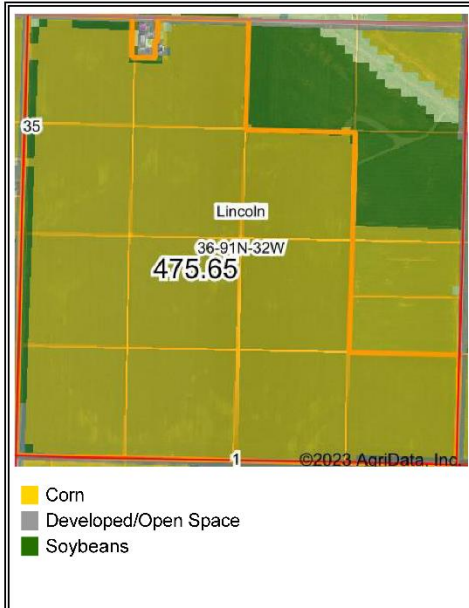 35
Lincoln
36-91N-32W
475.65
1
©2023 AgriData, Inc.
Corn
Developed/Open Space
Soybeans